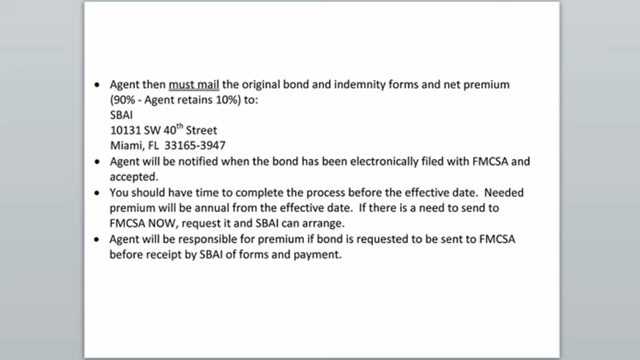 • Agent then must mail the original bond and indemnity forms and net premium
(90% - Agent retains 10%) to:
SBAI
10131 SW 40th Street
Miami, FL 33165-3947
• Agent will be notified when the bond has been electronically filed with FMCSA and
accepted.
• You should have time to complete the process before the effective date. Needed
premium will be annual from the effective date. If there is a need to send to
FMCSA NOW, request it and SBAI can arrange.
• Agent will be responsible for premium if bond is requested to be sent to FMCSA
before receipt by SBAI of forms and payment.